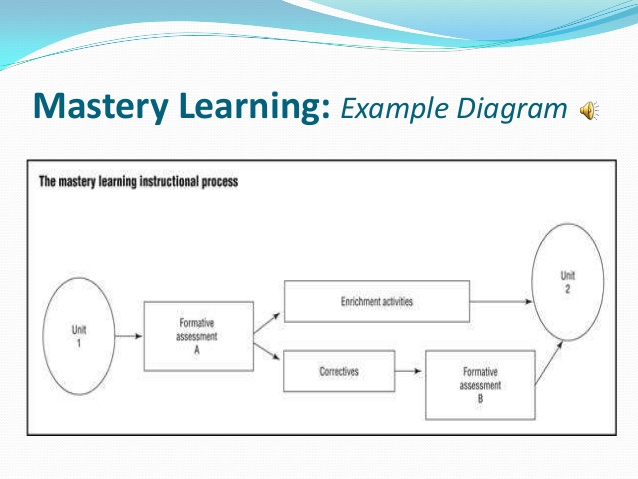 Mastery Learning: Example Diagram
The mastery learning instructional process
Unit
1
Formative
assessment
A
Enrichment activities
Correctives
Formative
assessment
B
Unit
2